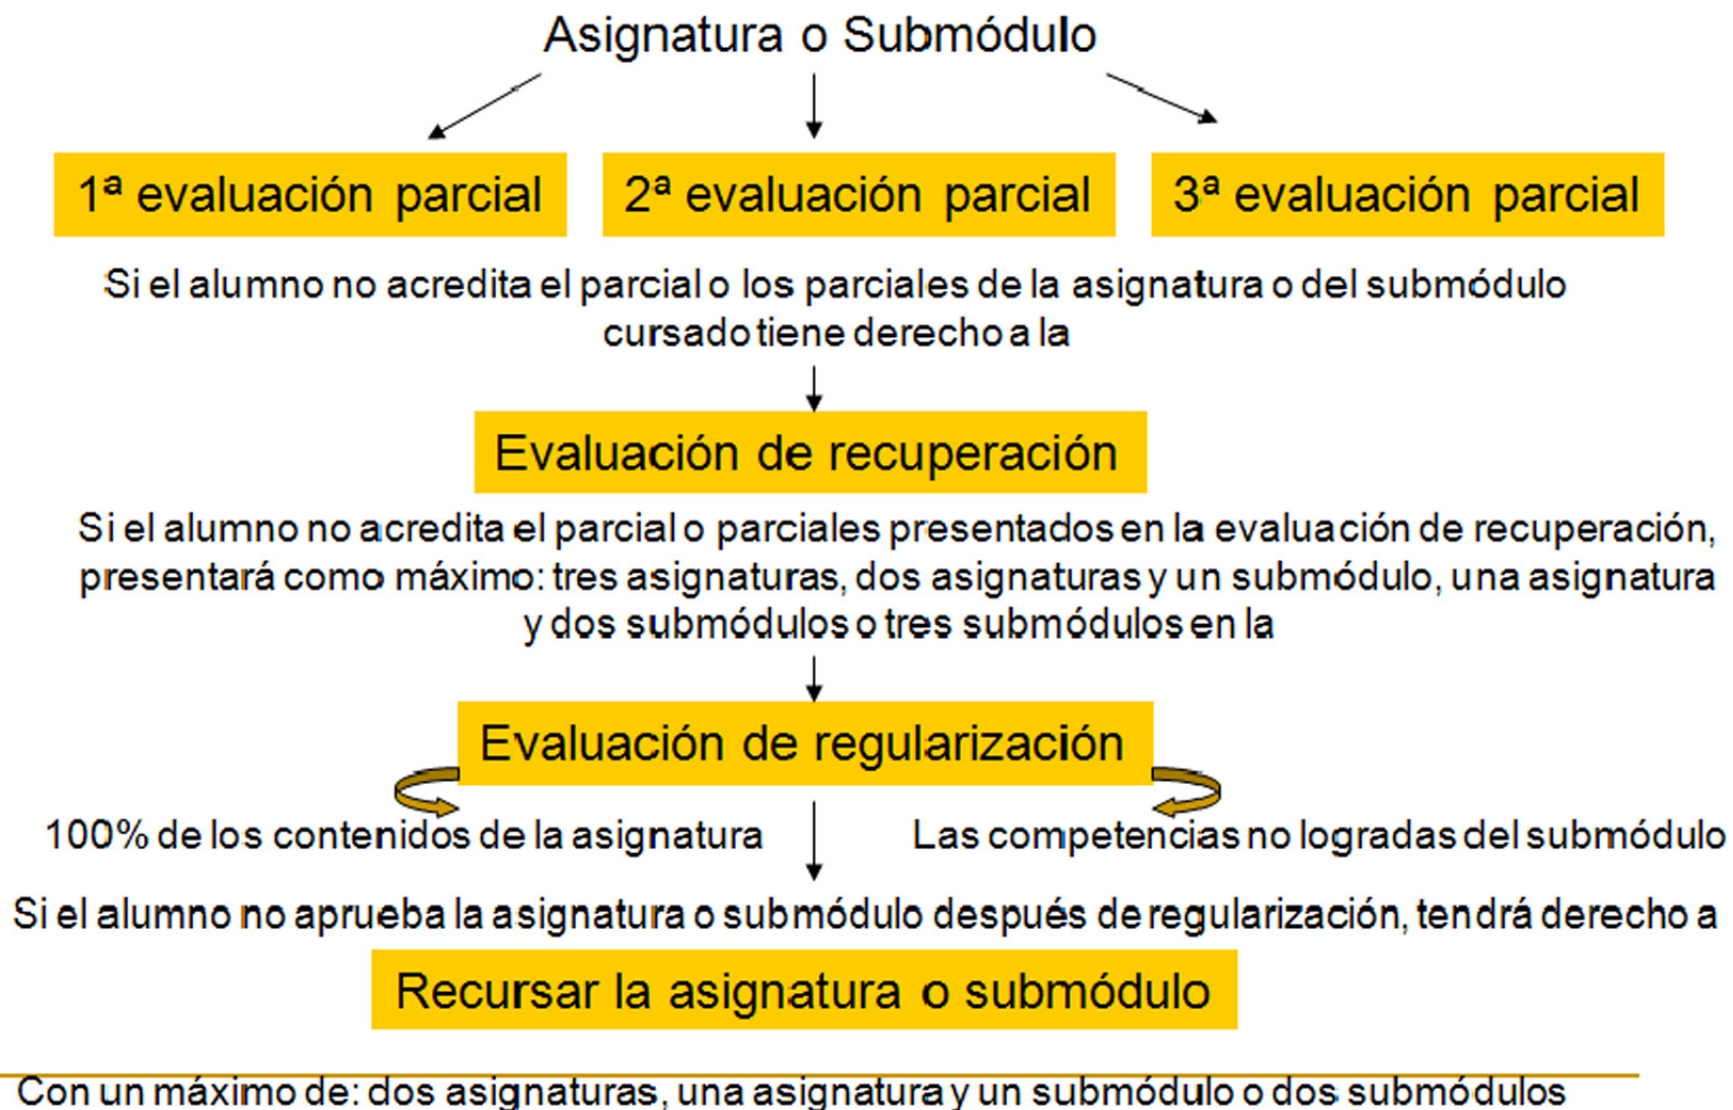 Asignatura o Submódulo
1ª evaluación parcial
2ª evaluación parcial
3ª evaluación parcial
Si el alumno no acredita el parcial o los parciales de la asignatura o del submódulo
cursado tiene derecho a la
Evaluación de recuperación
Si el alumno no acredita el parcial o parciales presentados en la evaluación de recuperación,
presentará como máximo: tres asignaturas, dos asignaturas y un submódulo, una asignatura
y dos submódulos o tres submódulos en la
Evaluación de regularización
100% de los contenidos de la asignatura
Las competencias no logradas del submódulo
Si el alumno no aprueba la asignatura o submódulo después de regularización, tendrá derecho a
Recursar la asignatura o submódulo
Con un máximo de: dos asignaturas, una asignatura y un submódulo o dos submódulos